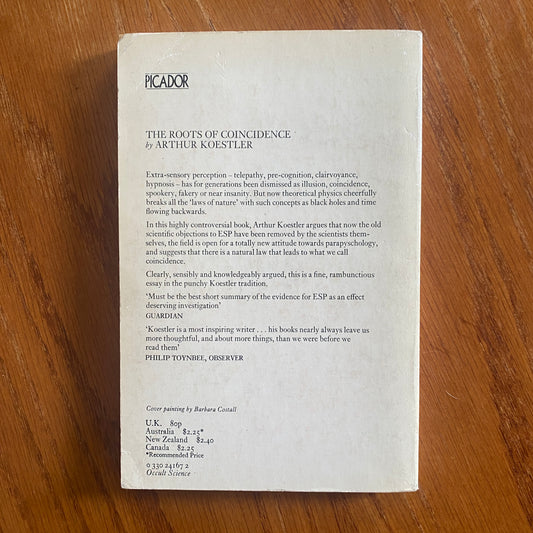 PICADOR
THE ROOTS OF COINCIDENCE
by ARTHUR KOESTLER
Extra-sensory perception – telepathy, pre-cognition, clairvoyance,
hypnosis – has for generations been dismissed as illusion, coincidence,
spookery, fakery or near insanity. But now theoretical physics cheerfully
breaks all the 'laws of nature' with such concepts as black holes and time
flowing backwards.
In this highly controversial book, Arthur Koestler argues that now the old
scientific objections to ESP have been removed by the scientists them-
selves, the field is open for a totally new attitude towards parapyschology,
and suggests that there is a natural law that leads to what we call
coincidence.
Clearly, sensibly and knowledgeably argued, this is a fine, rambunctious
essay in the punchy Koestler tradition.
'Must be the best short summary of the evidence for ESP as an effect
deserving investigation'
GUARDIAN
'Koestler is a most inspiring writer . . . his books nearly always leave us
more thoughtful, and about more things, than we were before we
read them'
PHILIP TOYNBEE, OBSERVER
Cover painting by Barbara Costall
U.K. 80p
Australia $2.25*
New Zealand $2.40
Canada $2.25
*Recommended Price
0 330 24167 2
Occult Science